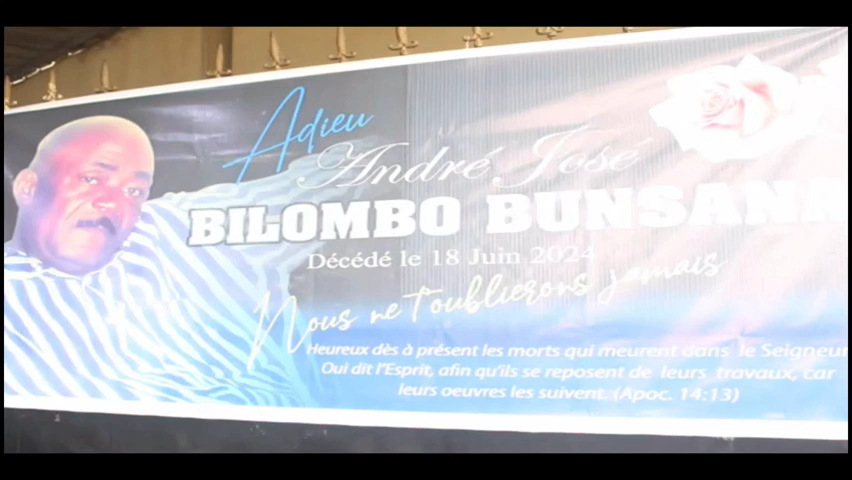 Adieu
André José
BILOMBO BUNSANA
Décédé le 18 Juin 2024
Nous ne t'oublierons jamais
Heureux dès à présent les morts qui meurent dans le Seigneur
Oui dit l'Esprit, afin qu'ils se reposent de leurs travaux, car
leurs oeuvres les suivent. (Apoc. 14:13)